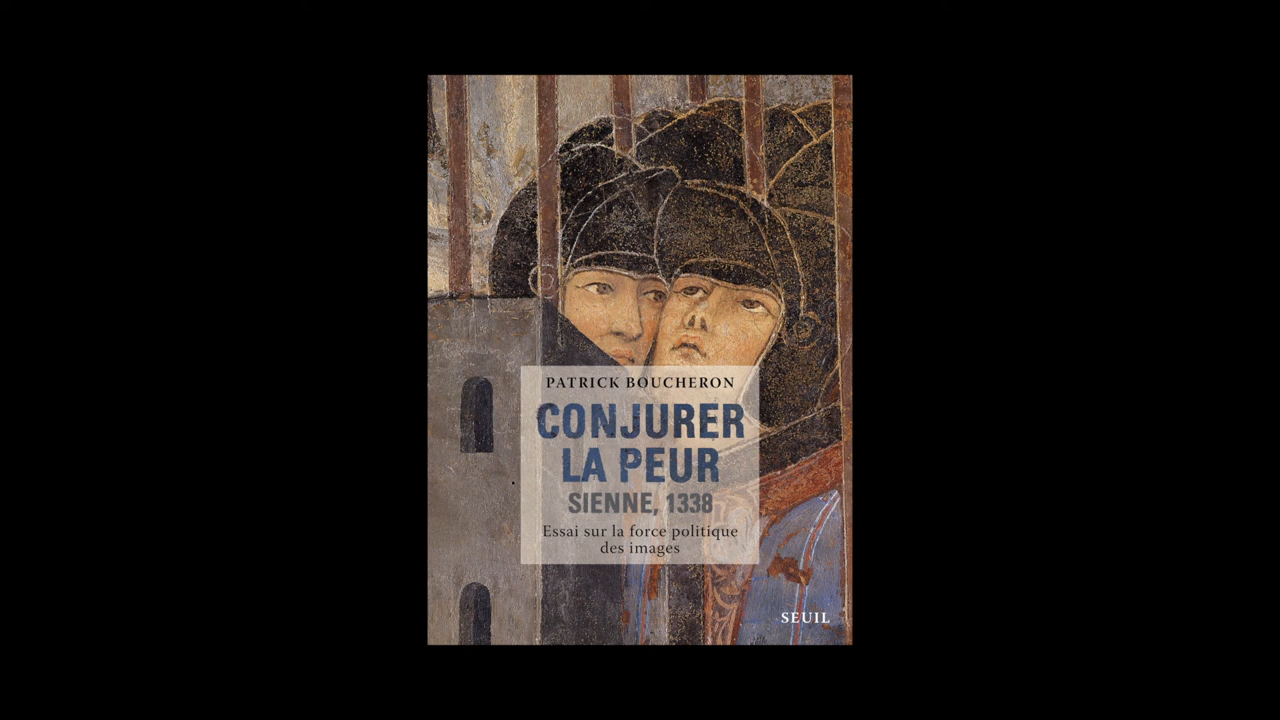 PATRICK BOUCHERON
CONJURER
LA PEUR
SIENNE, 1338
Essai sur la force politique
des images
SEUIL